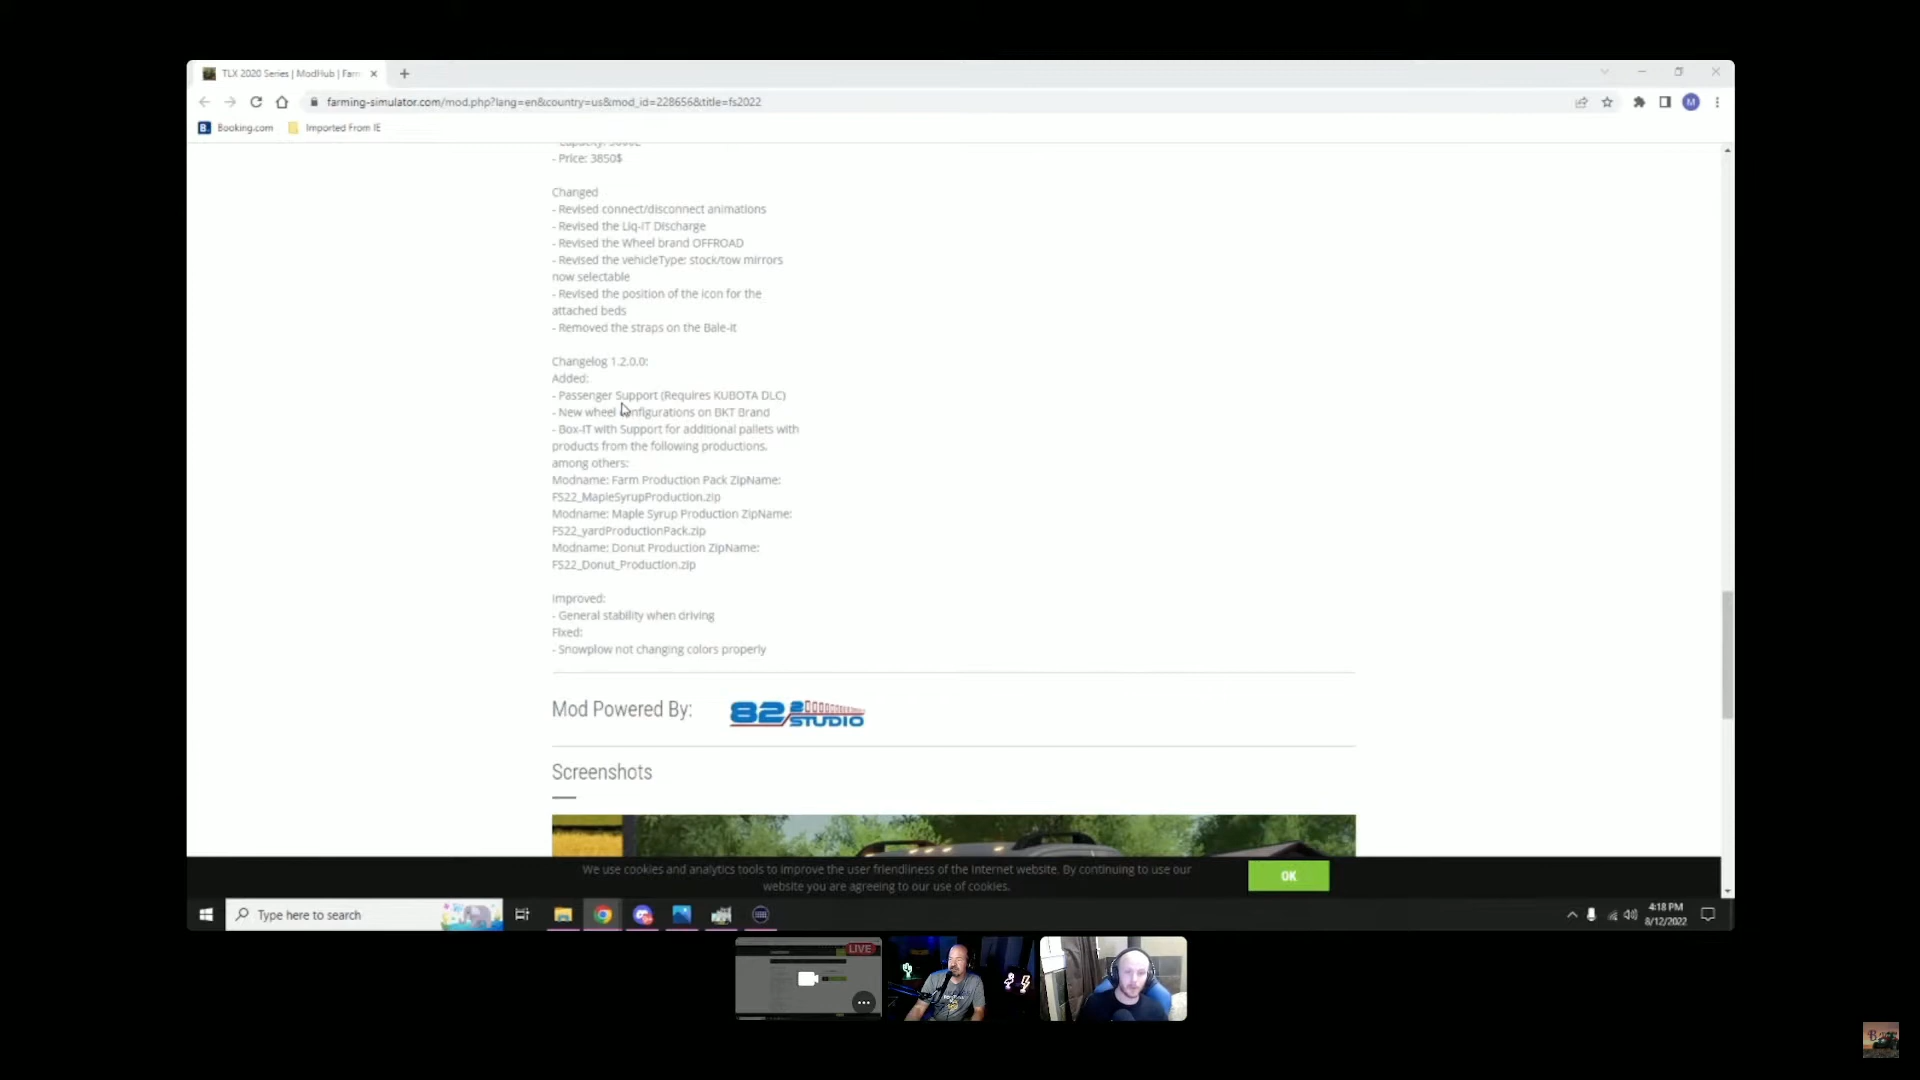 TLX 2020 Series | ModHub | Farm
farming-simulator.com/mod.php?lang=en&country=us&mod_id=228656&title=fs2022
M
B. Booking.com Imported From IE
- Price: 3850$
Changed
- Revised connect/disconnect animations
- Revised the Liq-IT Discharge
- Revised the Wheel brand OFFROAD
- Revised the vehicleType: stock/tow mirrors
now selectable
- Revised the position of the icon for the
attached beds
- Removed the straps on the Bale-It
Changelog 1.2.0.0:
Added:
- Passenger Support (Requires KUBOTA DLC)
- New wheel configurations on BKT Brand
- Box-IT with Support for additional pallets with
products from the following productions.
among others:
Modname: Farm Production Pack ZipName:
FS22_MapleSyrupProduction.zip
Modname: Maple Syrup Production ZipName:
FS22_yardProductionPack.zip
Modname: Donut Production ZipName:
FS22_Donut_Production.zip
Improved:
- General stability when driving
Fixed:
- Snowplow not changing colors properly
Mod Powered By:
82 STUDIO
Screenshots
We use cookies and analytics tools to improve the user friendliness of the internet website. By continuing to use our
website you are agreeing to our use of cookies.
OK
Type here to search
4:18 PM
8/12/2022
LIVE